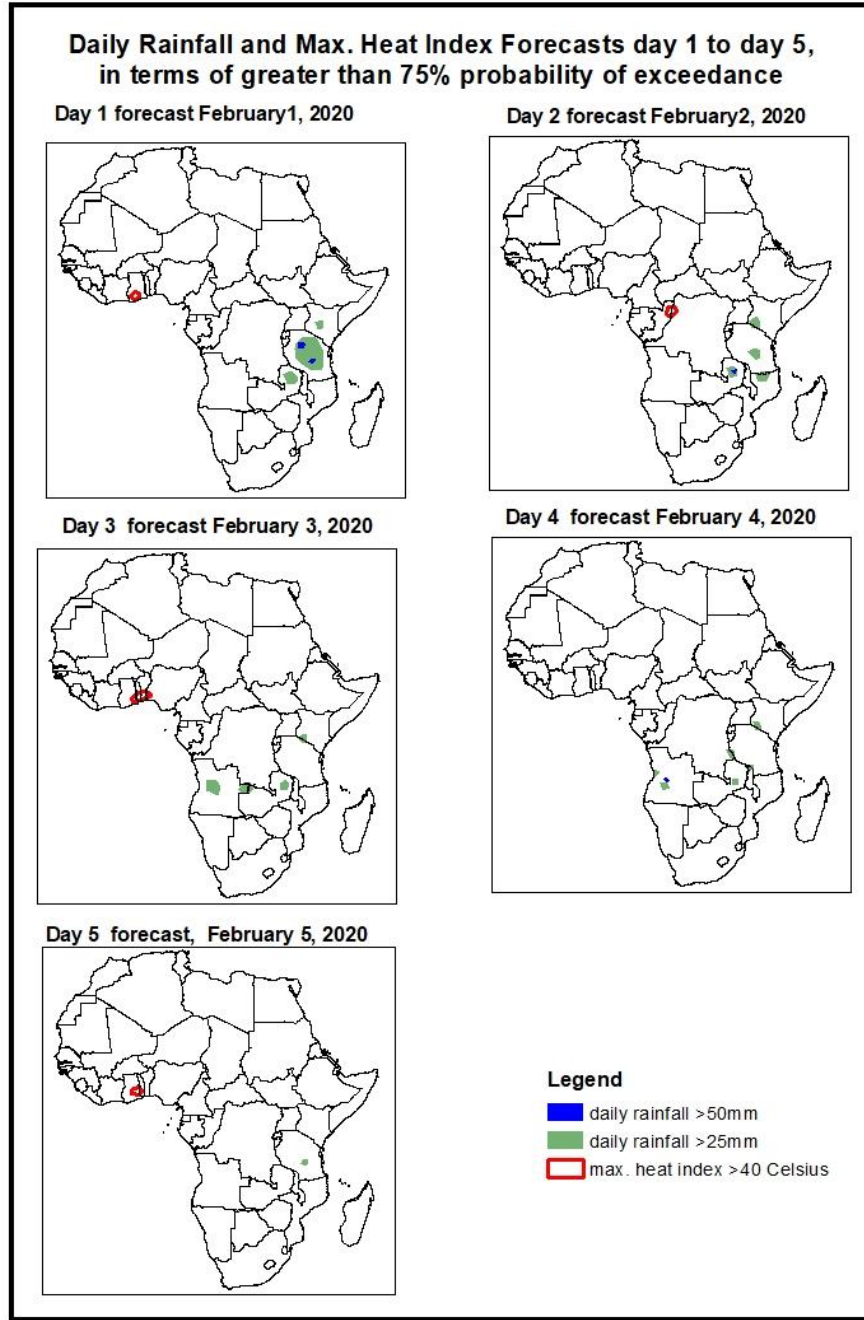 Daily Rainfall and Max. Heat Index Forecasts day 1 to day 5,
in terms of greater than 75% probability of exceedance
Day 1 forecast February1, 2020
Day 2 forecast February2, 2020
Day 3 forecast February 3, 2020
Day 4 forecast February 4, 2020
Day 5 forecast, February 5, 2020
Legend
daily rainfall >50mm
daily rainfall >25mm
max. heat index >40 Celsius